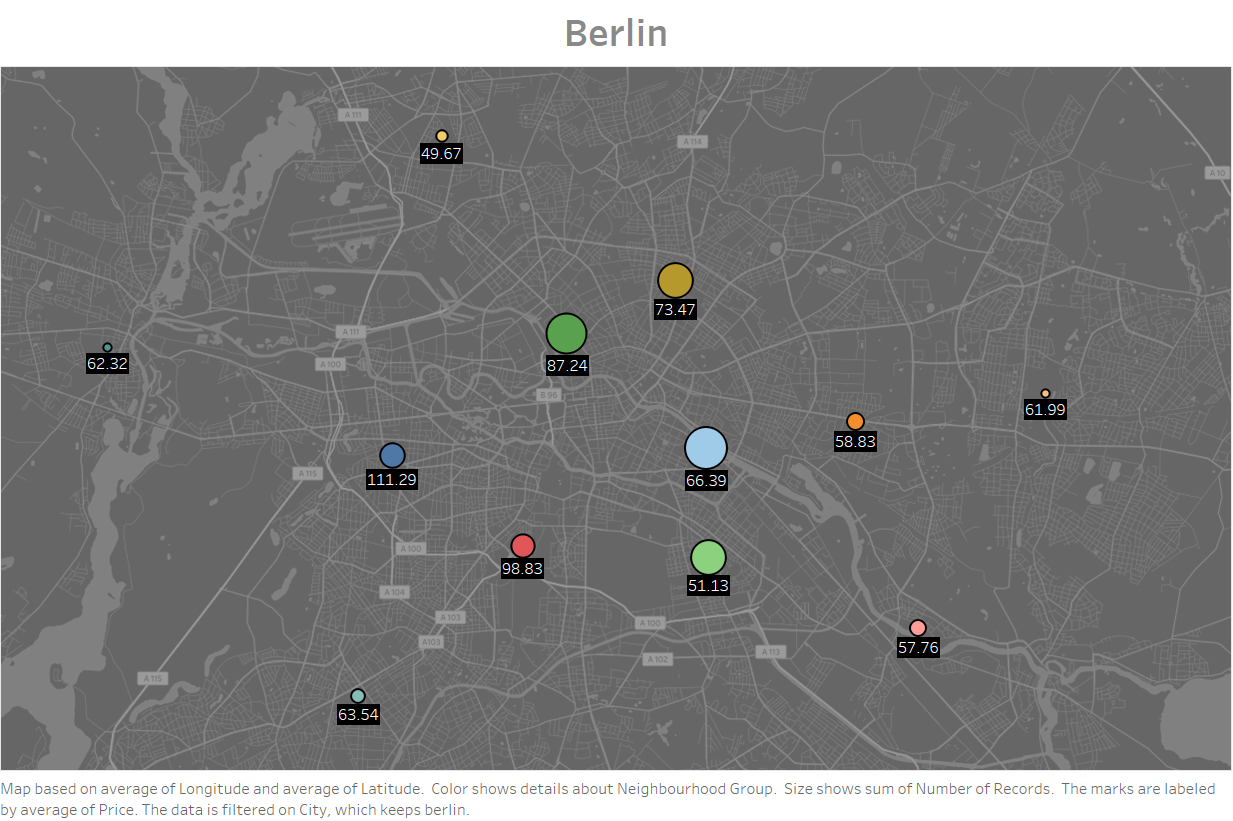 Berlin
A 111
A 114
49.67
A 10
73.47
A 111
87.24
62.32
A 100
B 96
61.99
58.83
111.29
A 115
66.39
A 100
98.83
51.13
A 104
A 103
A 100
A103
57.76
A 102
A 113
A 115
63.54
Map based on average of Longitude and average of Latitude.  Color shows details about Neighbourhood Group.  Size shows sum of Number of Records.  The marks are labeled
by average of Price. The data is filtered on City, which keeps berlin.